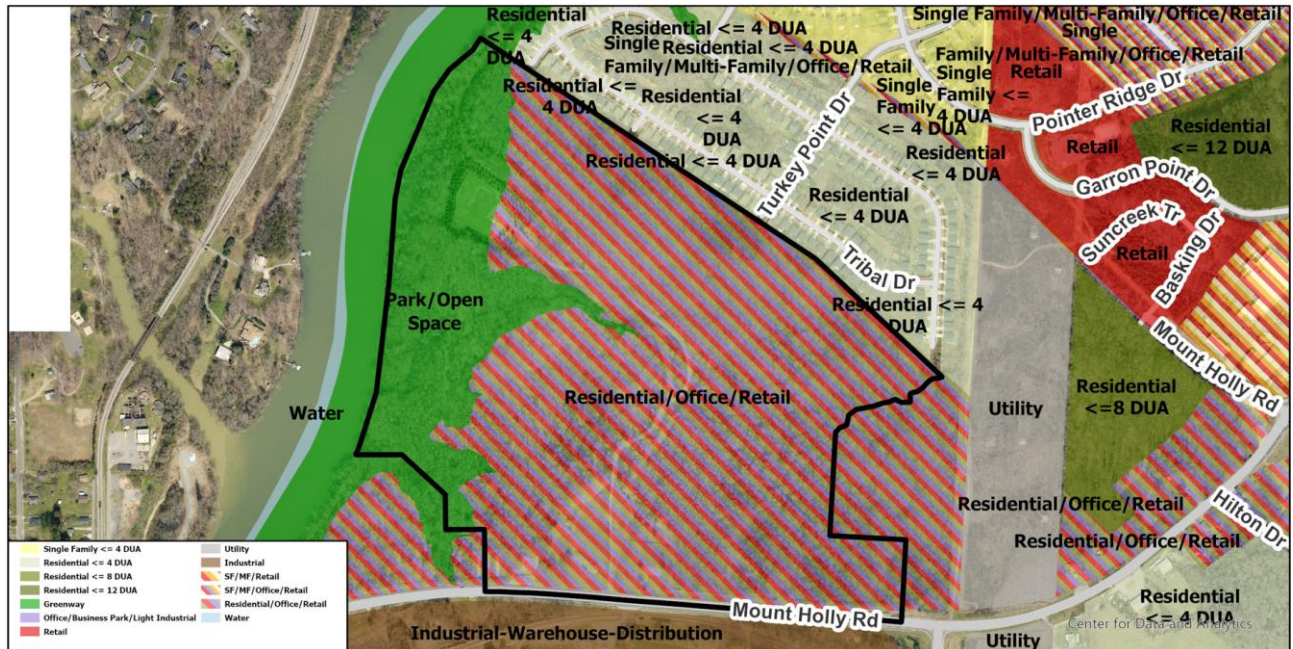 Residential
<= 4
DUA
Residential <= 4 DUA
Single
Residential <= 4 DUA
Family/Multi-Family/Office/Retail
Single Family/Multi-Family/Office/Retail
Single
Family/Multi-Family/Office/Retail
Retail
Single
Family <=
4 DUA
Single
Family
<= 4 DUA
Residential <=
4 DUA
Residential
<= 4
DUA
Residential <= 4 DUA
Turkey Point Dr
Residential
<= 4 DUA
Pointer Ridge Dr
Residential
<= 12 DUA
Retail
Garron Point Dr
Suncreek Tr
Retail
Basking Dr
Residential
<= 4 DUA
Tribal Dr
Residential <= 4
DUA
Park/Open
Space
Mount Holly Rd
Water
Residential/Office/Retail
Utility
Residential
<=8 DUA
Residential/Office/Retail
Hilton Dr
Residential/Office/Retail
Mount Holly Rd
Industrial-Warehouse-Distribution
Utility
Residential
<= 4 DUA
Center for Data and Analytics
Single Family <= 4 DUA
Residential <= 4 DUA
Residential <= 8 DUA
Residential <= 12 DUA
Greenway
Office/Business Park/Light Industrial
Retail
Utility
Industrial
SF/MF/Retail
SF/MF/Office/Retail
Residential/Office/Retail
Water